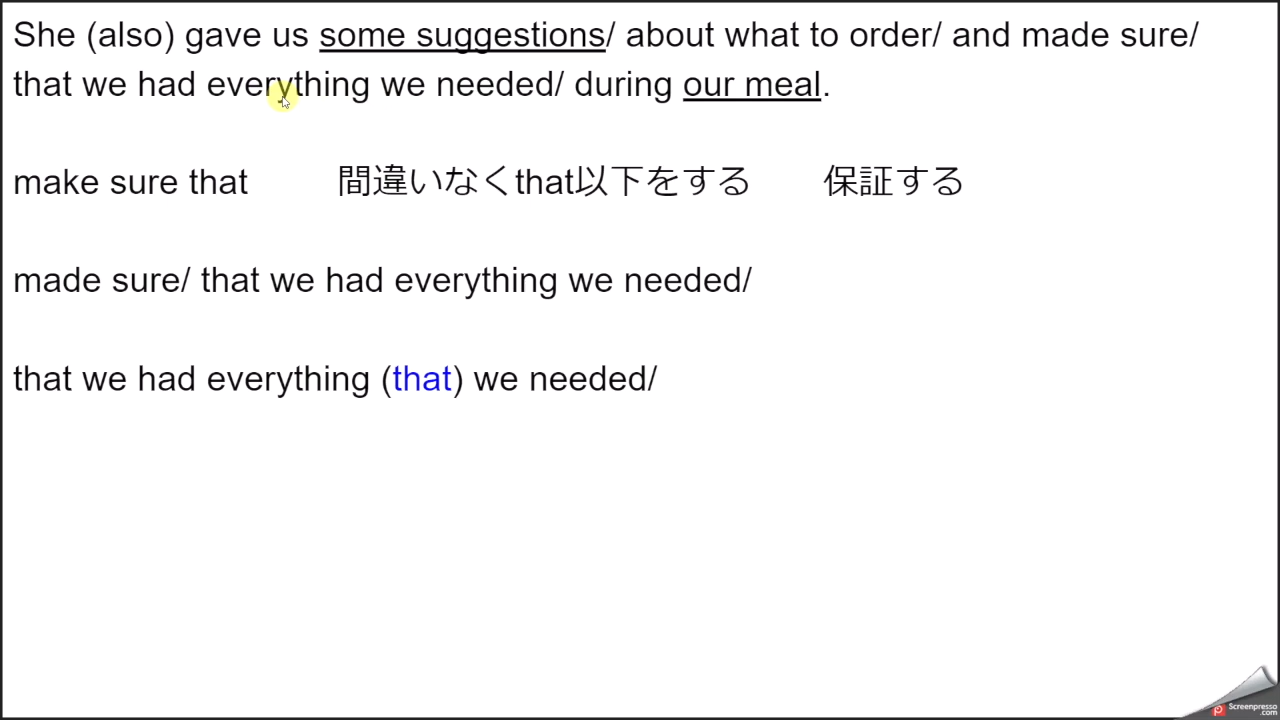 She (also) gave us some suggestions/ about what to order/ and made sure/
that we had everything we needed/ during our meal.
make sure that 間違いなくthat以下をする 保証する
made sure/ that we had everything we needed/
that we had everything (that) we needed/
Screenpresso
.com